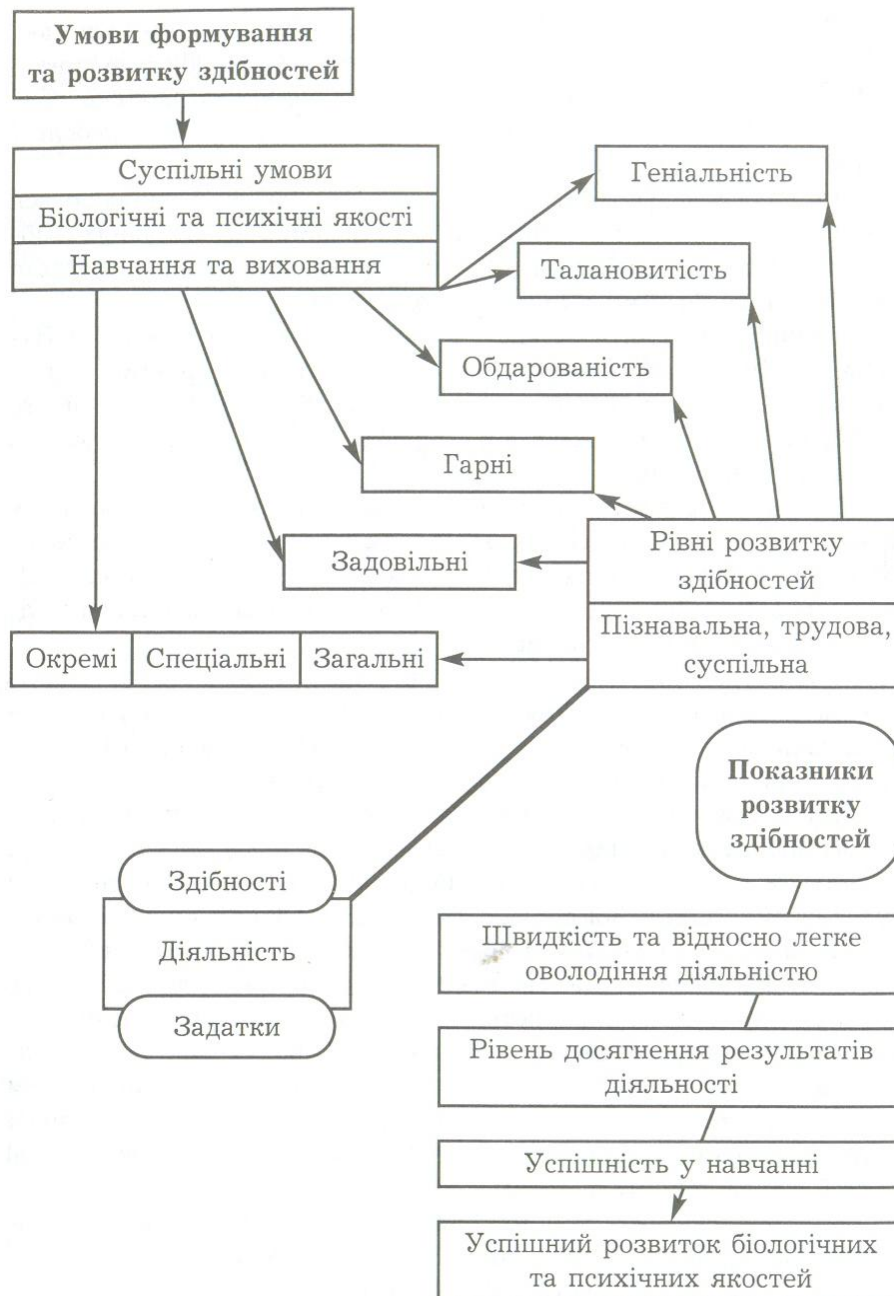 Умови формування
та розвитку здібностей
Суспільні умови
Біологічні та психічні якості
Навчання та виховання
Геніальність
Талановитість
Обдарованість
Гарні
Задовільні
Рівні розвитку
здібностей
Пізнавальна, трудова,
суспільна
Окремі Спеціальні Загальні
Показники
розвитку
здібностей
Здібності
Діяльність
Задатки
Швидкість та відносно легке
оволодіння діяльністю
Рівень досягнення результатів
діяльності
Успішність у навчанні
Успішний розвиток біологічних
та психічних якостей